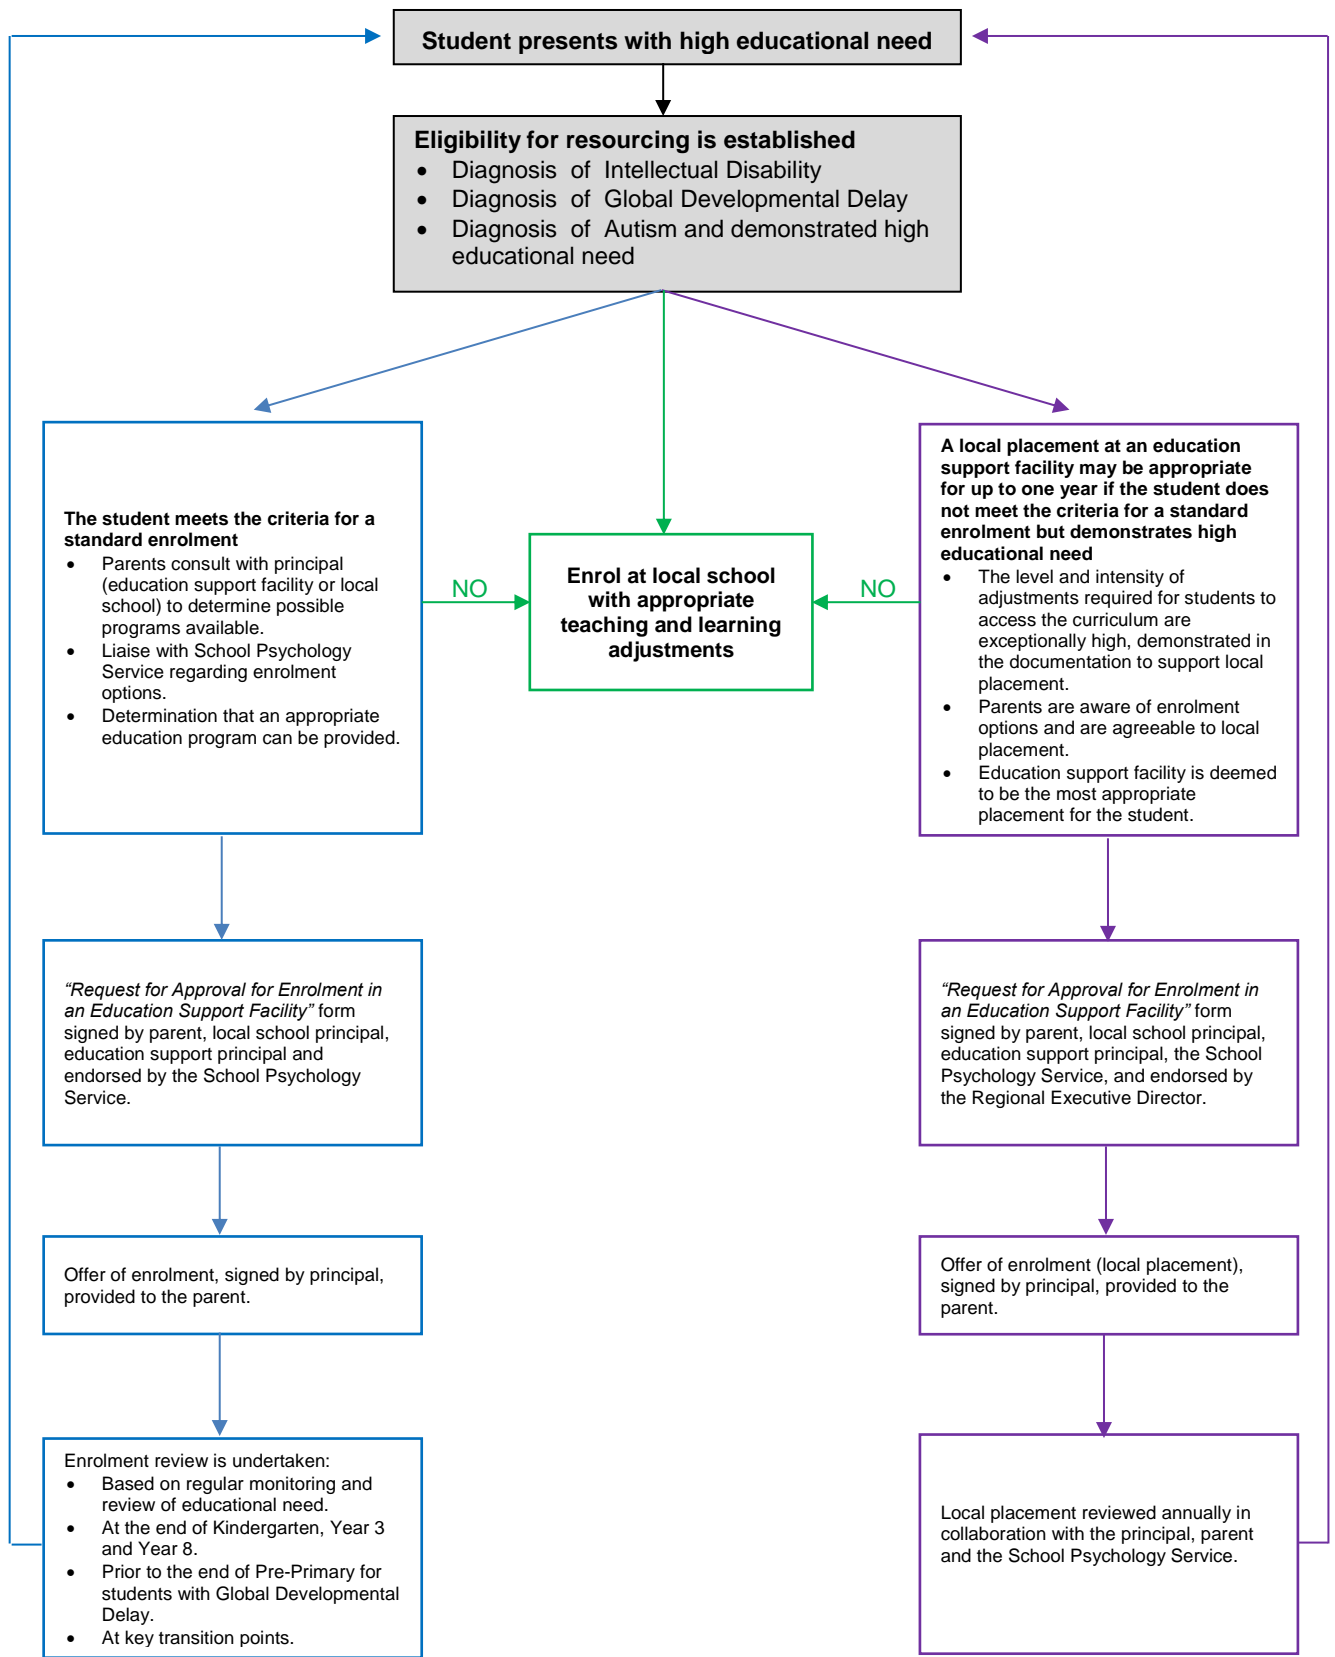 Student presents with high educational need
Eligibility for resourcing is established
• Diagnosis of Intellectual Disability
• Diagnosis of Global Developmental Delay
• Diagnosis of Autism and demonstrated high
educational need
The student meets the criteria for a
standard enrolment
• Parents consult with principal
(education support facility or local
school) to determine possible
programs available.
• Liaise with School Psychology
Service regarding enrolment
options.
• Determination that an appropriate
education program can be provided.
NO
Enrol at local school
with appropriate
teaching and learning
adjustments
NO
A local placement at an education
support facility may be appropriate
for up to one year if the student does
not meet the criteria for a standard
enrolment but demonstrates high
educational need
• The level and intensity of
adjustments required for students to
access the curriculum are
exceptionally high, demonstrated in
the documentation to support local
placement.
• Parents are aware of enrolment
options and are agreeable to local
placement.
• Education support facility is deemed
to be the most appropriate
placement for the student.
“Request for Approval for Enrolment in
an Education Support Facility” form
signed by parent, local school principal,
education support principal and
endorsed by the School Psychology
Service.
“Request for Approval for Enrolment in
an Education Support Facility” form
signed by parent, local school principal,
education support principal, the School
Psychology Service, and endorsed by
the Regional Executive Director.
Offer of enrolment, signed by principal,
provided to the parent.
Offer of enrolment (local placement),
signed by principal, provided to the
parent.
Enrolment review is undertaken:
• Based on regular monitoring and
review of educational need.
• At the end of Kindergarten, Year 3
and Year 8.
• Prior to the end of Pre-Primary for
students with Global Developmental
Delay.
• At key transition points.
Local placement reviewed annually in
collaboration with the principal, parent
and the School Psychology Service.